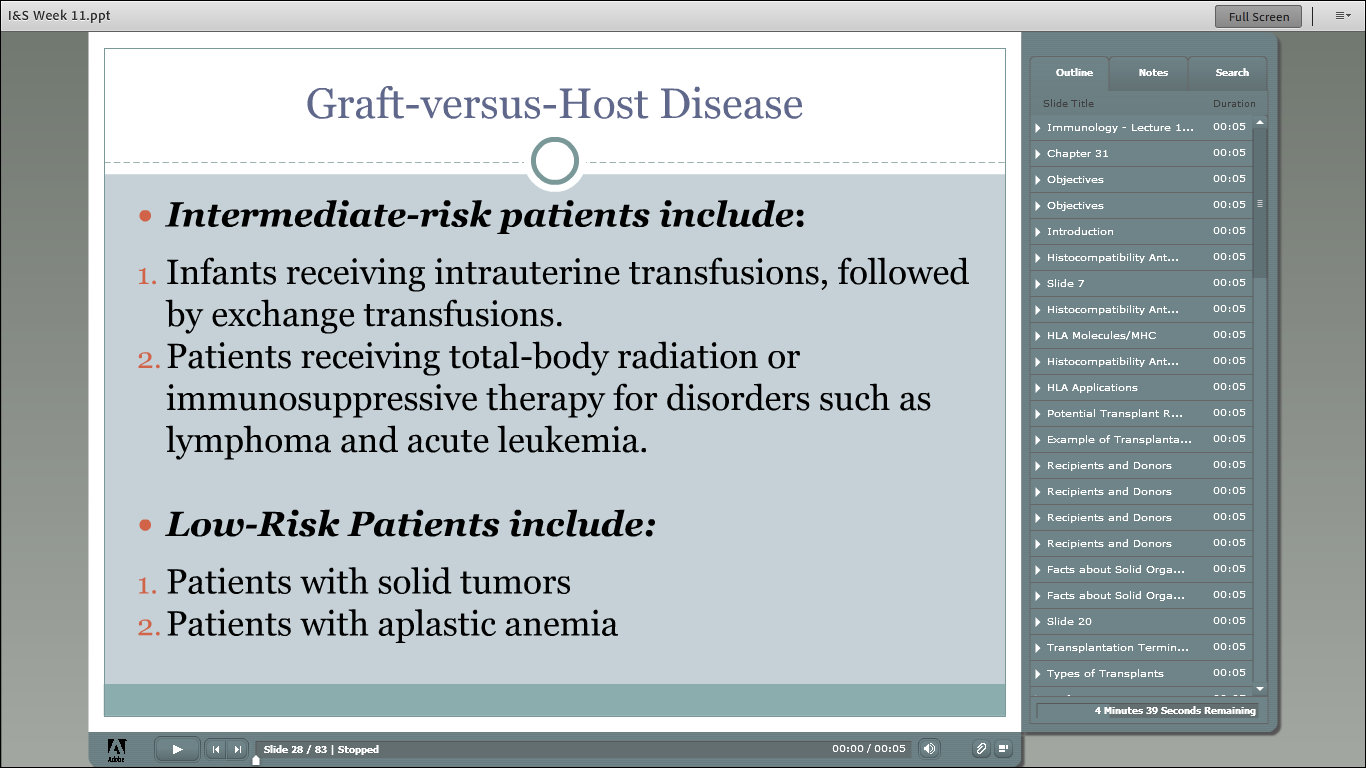 I&S Week 11.ppt
Full Screen
Graft-versus-Host Disease
• Intermediate-risk patients include:
1. Infants receiving intrauterine transfusions, followed
by exchange transfusions.
2. Patients receiving total-body radiation or
immunosuppressive therapy for disorders such as
lymphoma and acute leukemia.
• Low-Risk Patients include:
1. Patients with solid tumors
2. Patients with aplastic anemia
Outline Notes Search
Slide Title Duration
Immunology - Lecture 1... 00:05
Chapter 31 00:05
Objectives 00:05
Objectives 00:05
Introduction 00:05
Histocompatibility Ant... 00:05
Slide 7 00:05
Histocompatibility Ant... 00:05
HLA Molecules/MHC 00:05
Histocompatibility Ant... 00:05
HLA Applications 00:05
Potential Transplant R... 00:05
Example of Transplanta... 00:05
Recipients and Donors 00:05
Recipients and Donors 00:05
Recipients and Donors 00:05
Recipients and Donors 00:05
Facts about Solid Orga... 00:05
Facts about Solid Orga... 00:05
Slide 20 00:05
Transplantation Termin... 00:05
Types of Transplants 00:05
4 Minutes 39 Seconds Remaining
Adobe
Slide 28 / 83 | Stopped
00:00 / 00:05